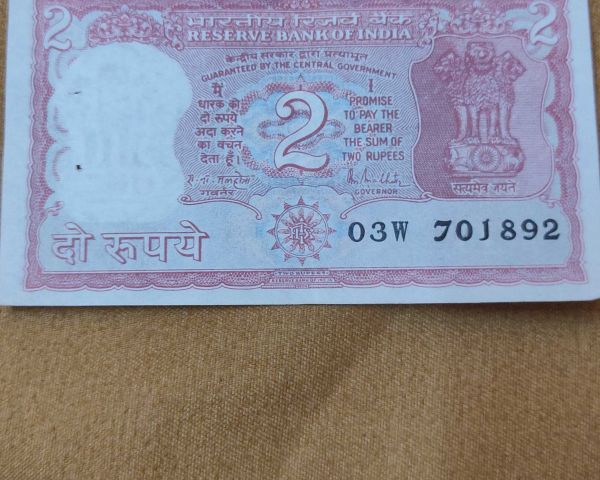 2 भारतीय रिज़र्व बैंक 2
RESERVE BANK OF INDIA
केन्द्रीय सरकार द्वारा प्रत्याभूत
GUARANTEED BY THE CENTRAL GOVERNMENT
मैं
धारक को
दो रुपये
अदा करने
का वचन
देता हूँ।
2
I
PROMISE
TO PAY THE
BEARER
THE SUM OF
TWO RUPEES
गवर्नर
GOVERNOR
सत्यमेव जयते
दो रुपये
03W 701892
TWO RUPEES